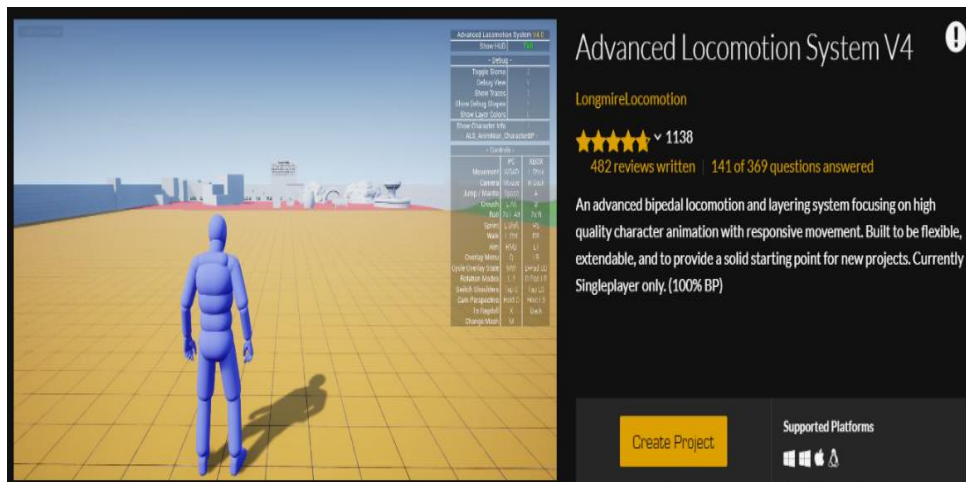 Advanced Locomotion System V4
LongmireLocomotion
1138
482 reviews written | 141 of 369 questions answered
An advanced bipedal locomotion and layering system focusing on high
quality character animation with responsive movement. Built to be flexible,
extendable, and to provide a solid starting point for new projects. Currently
Singleplayer only. (100% BP)
Create Project
Supported Platforms
Advanced Locomotion System V4.0
Show HUD
- Debug -
Debug View
Show Traces
Show Debug Shapes
Show Layer Colors
Show Character Info
- Controls -
PC XBOX
Movement
Camera Mouse
Jump / Mantle
Crouch
Roll
Sprint
Walk
Aim
Overlay Menu Q
Cycle Overlay State
Rotation Modes
Switch Shoulders
Cam Perspective
To Ragdoll X Back
Change Mesh M